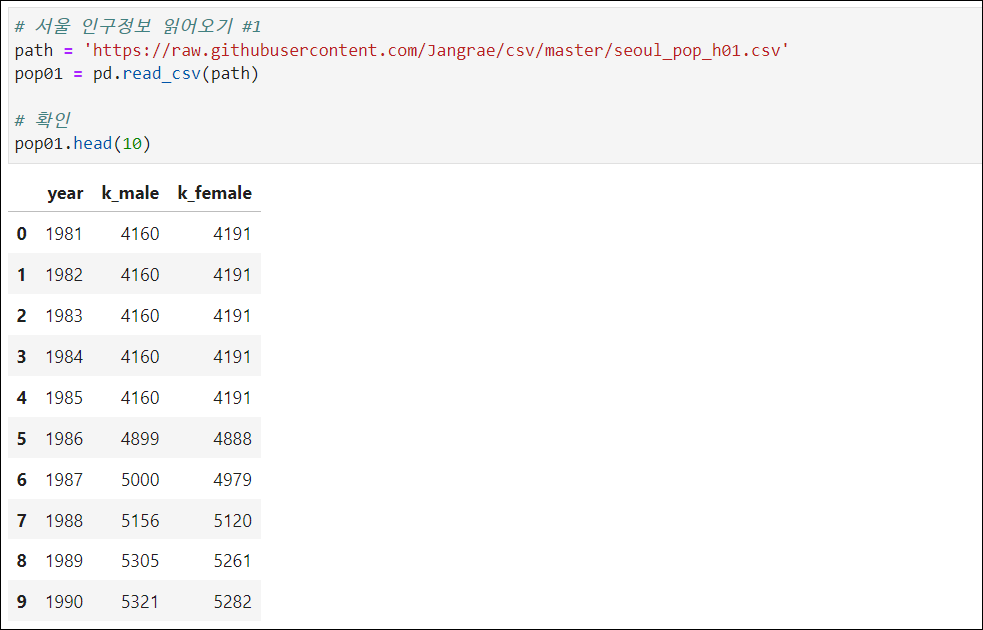 # 서울 인구정보 읽어오기 #1
path = 'https://raw.githubusercontent.com/Jangrae/csv/master/seoul_pop_h01.csv'
pop01 = pd.read_csv(path)
# 확인
pop01.head(10)
year k_male k_female
0 1981 4160 4191
1 1982 4160 4191
2 1983 4160 4191
3 1984 4160 4191
4 1985 4160 4191
5 1986 4899 4888
6 1987 5000 4979
7 1988 5156 5120
8 1989 5305 5261
9 1990 5321 5282